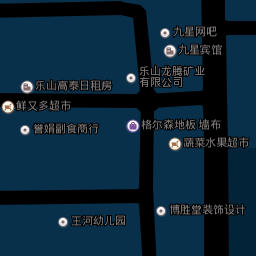 九星网吧
九星宾馆
乐山龙腾矿业
有限公司
乐山高泰日租房
鲜又多超市
誉娟副食商行
格尔森地板 墙布
蔬菜水果超市
博胜堂装饰设计
王河幼儿园